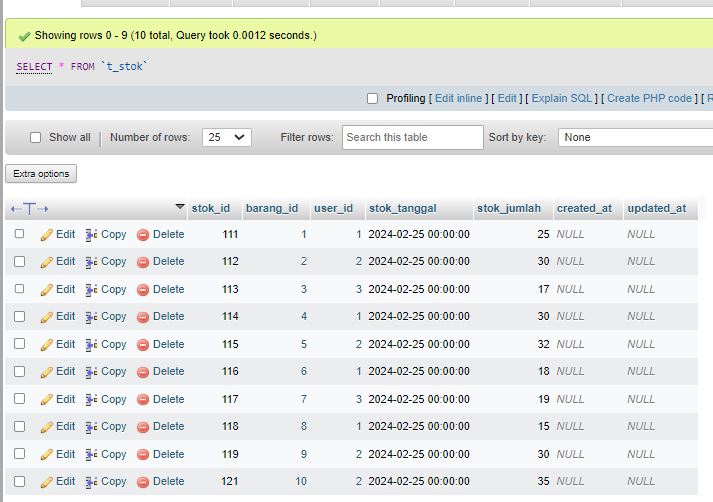 Showing rows 0 - 9 (10 total, Query took 0.0012 seconds.)
SELECT * FROM `t_stok`
Profiling [ Edit inline ] [ Edit ] [ Explain SQL ] [ Create PHP code ] [
Show all Number of rows: 25 Filter rows: Search this table Sort by key: None
Extra options
stok_id barang_id user_id stok_tanggal stok_jumlah created_at updated_at
Edit Copy Delete 111 1 1 2024-02-25 00:00:00 25 NULL NULL
Edit Copy Delete 112 2 2 2024-02-25 00:00:00 30 NULL NULL
Edit Copy Delete 113 3 3 2024-02-25 00:00:00 17 NULL NULL
Edit Copy Delete 114 4 1 2024-02-25 00:00:00 30 NULL NULL
Edit Copy Delete 115 5 2 2024-02-25 00:00:00 32 NULL NULL
Edit Copy Delete 116 6 1 2024-02-25 00:00:00 18 NULL NULL
Edit Copy Delete 117 7 3 2024-02-25 00:00:00 19 NULL NULL
Edit Copy Delete 118 8 1 2024-02-25 00:00:00 15 NULL NULL
Edit Copy Delete 119 9 2 2024-02-25 00:00:00 30 NULL NULL
Edit Copy Delete 121 10 2 2024-02-25 00:00:00 35 NULL NULL